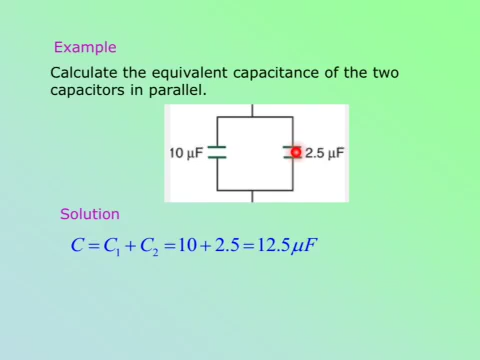 Example
Calculate the equivalent capacitance of the two
capacitors in parallel.
10 μF 2.5 μF
Solution
C = C₁ + C₂ = 10 + 2.5 = 12.5 μF